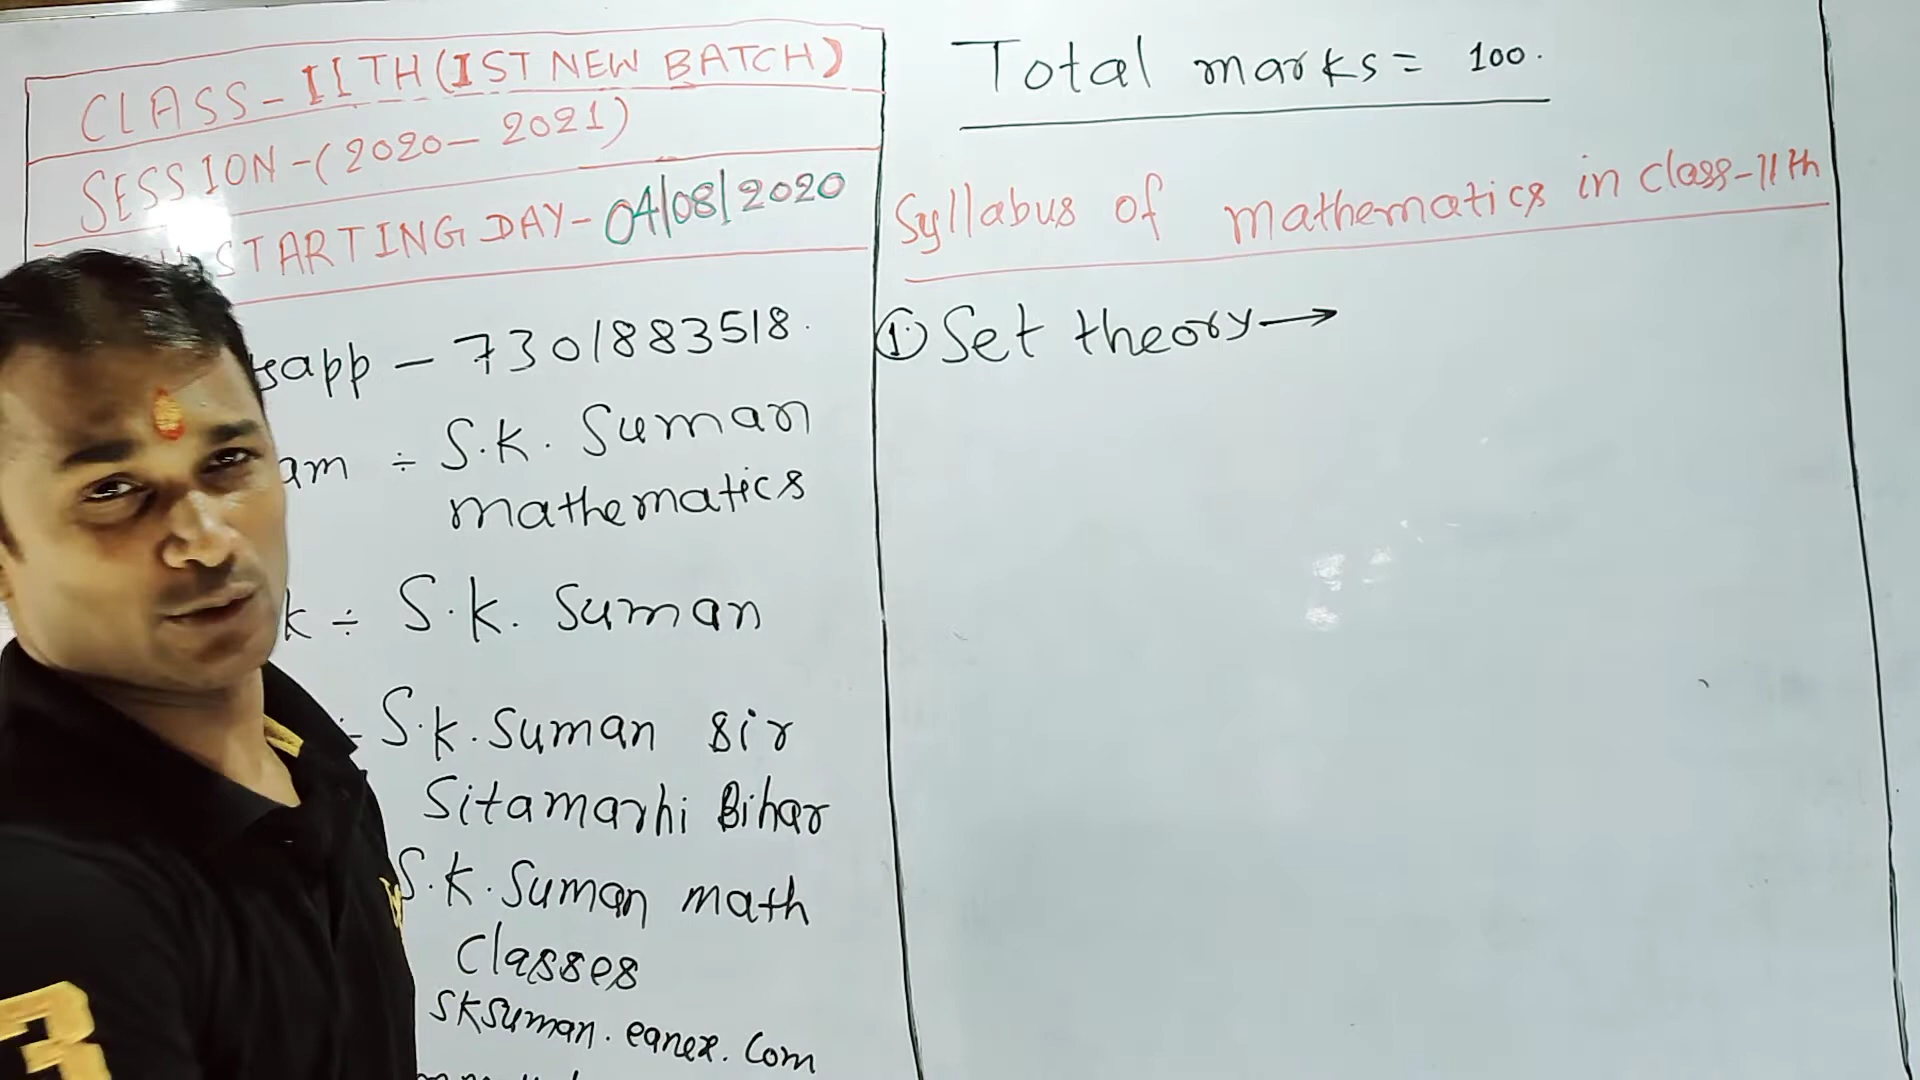 CLASS-11TH(1ST NEW BATCH)
SESSION-(2020-2021)
STARTING DAY-04/08/2020
sapp - 7301883518.
am ÷ S.K. Suman
mathematics
k ÷ S.K. Suman
÷ S.K. Suman sir
Sitamarhi Bihar
S.K. Suman math
Classes
sksuman.eanex.com
Total marks = 100.
Syllabus of mathematics in class-11th
① Set theory →
3